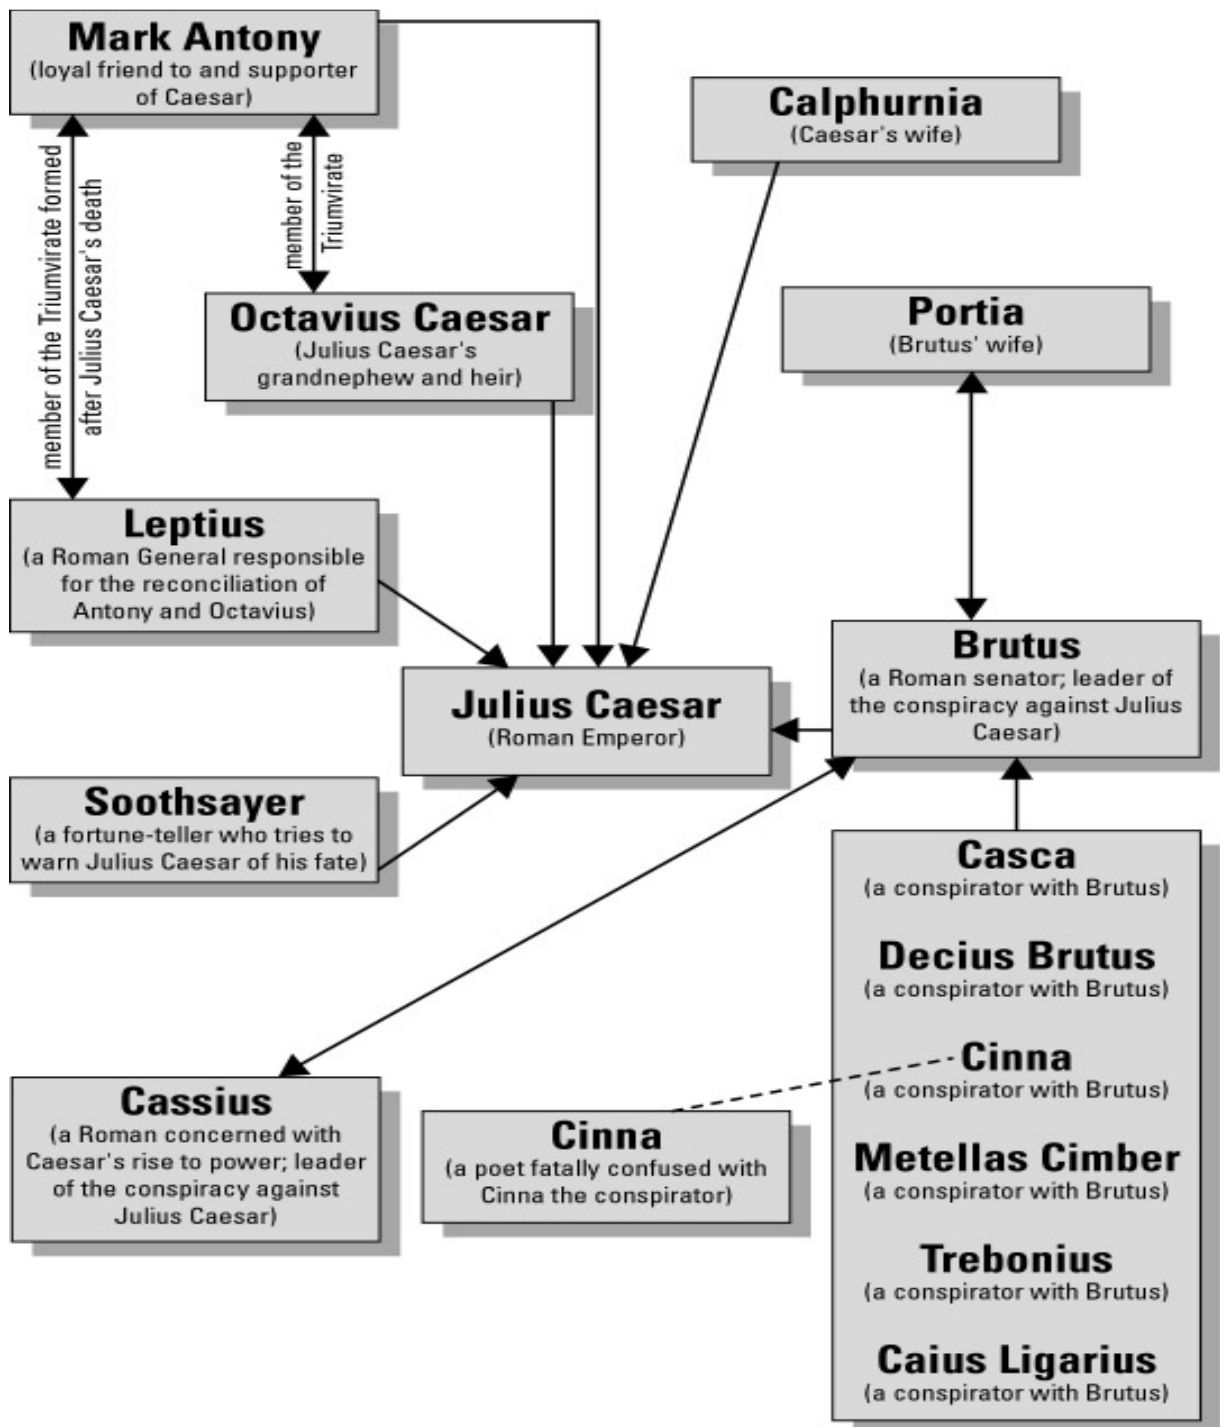 Mark Antony
(loyal friend to and supporter
of Caesar)
Calphurnia
(Caesar's wife)
member of the Triumvirate formed
after Julius Caesar's death
member of the
Triumvirate
Octavius Caesar
(Julius Caesar's
grandnephew and heir)
Portia
(Brutus' wife)
Leptius
(a Roman General responsible
for the reconciliation of
Antony and Octavius)
Brutus
(a Roman senator; leader of
the conspiracy against Julius
Caesar)
Julius Caesar
(Roman Emperor)
Soothsayer
(a fortune-teller who tries to
warn Julius Caesar of his fate)
Casca
(a conspirator with Brutus)
Decius Brutus
(a conspirator with Brutus)
Cinna
(a conspirator with Brutus)
Metellas Cimber
(a conspirator with Brutus)
Trebonius
(a conspirator with Brutus)
Caius Ligarius
(a conspirator with Brutus)
Cassius
(a Roman concerned with
Caesar's rise to power; leader
of the conspiracy against
Julius Caesar)
Cinna
(a poet fatally confused with
Cinna the conspirator)